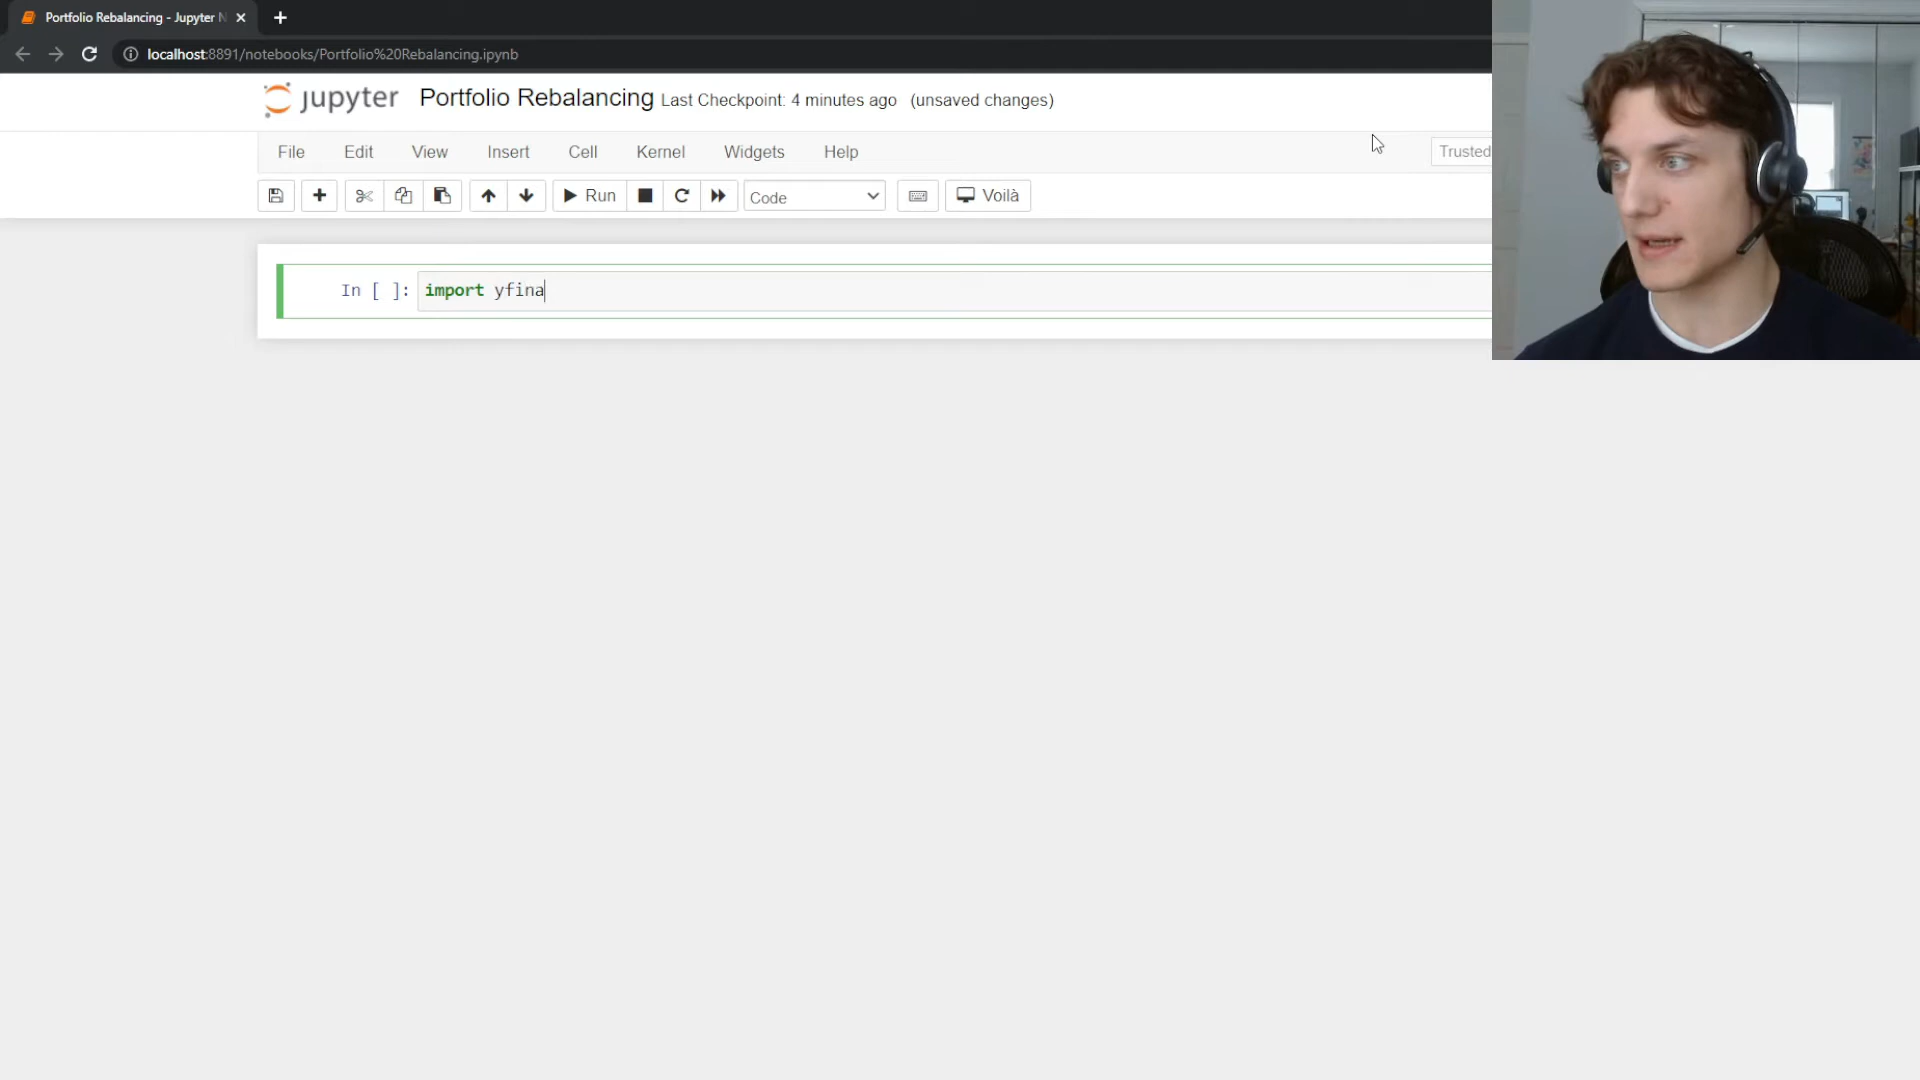 Portfolio Rebalancing - Jupyter N
localhost:8891/notebooks/Portfolio%20Rebalancing.ipynb
jupyter Portfolio Rebalancing Last Checkpoint: 4 minutes ago (unsaved changes)
File Edit View Insert Cell Kernel Widgets Help Trusted
Run Code Voilà
In [ ]: import yfina